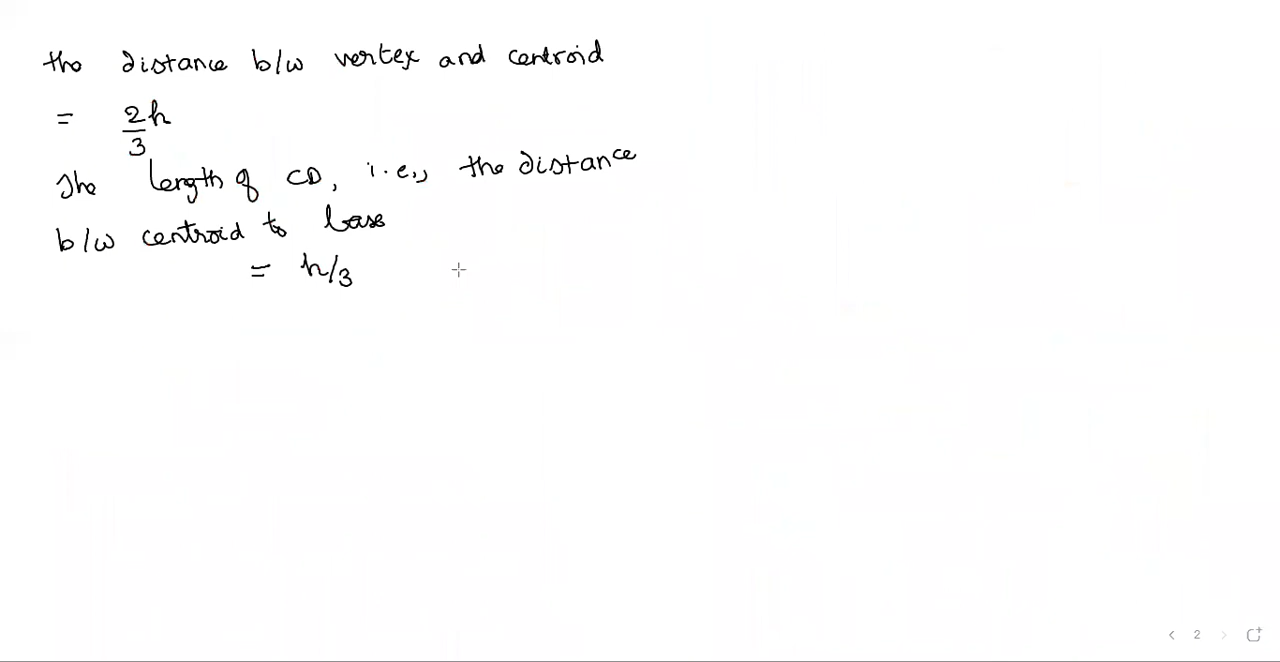 the distance b/w vertex and centroid
= 2h/3
The length of CD, i.e., the distance
b/w centroid to base
= h/3
2